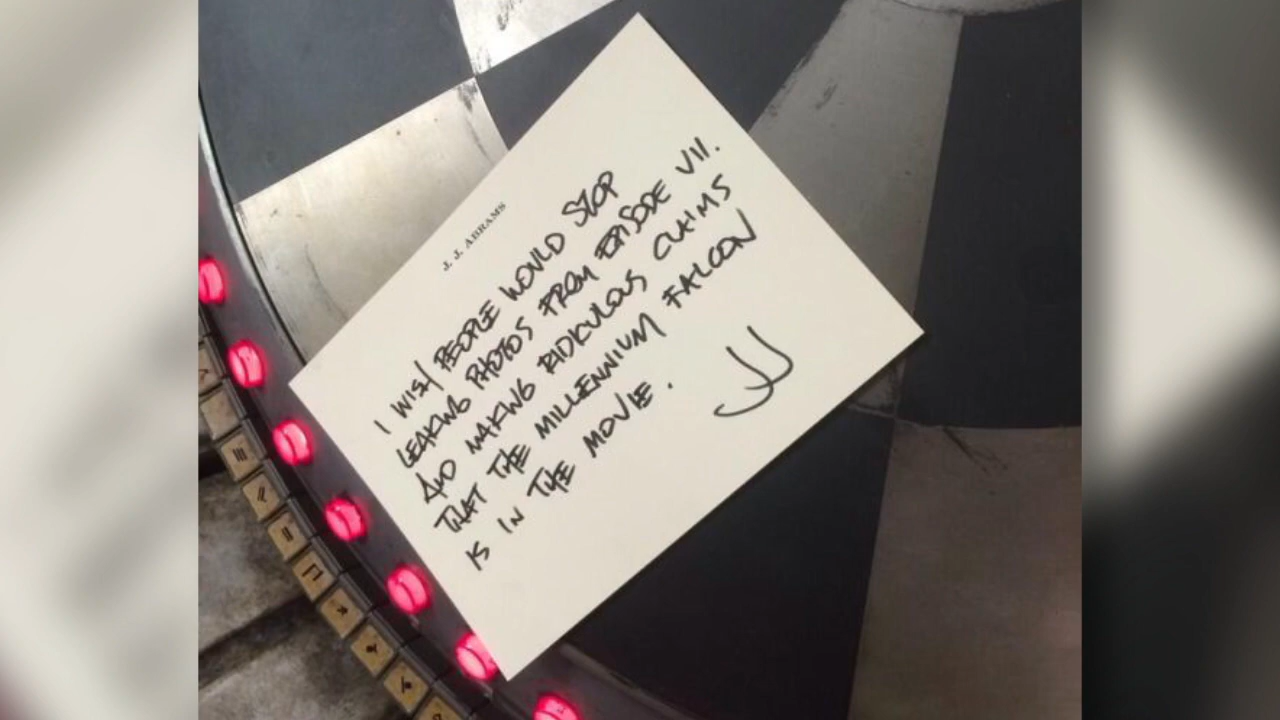 J. J. ABRAMS
I WISH PEOPLE WOULD STOP
LEAKING PHOTOS FROM EPISODE VII.
AND MAKING RIDICULOUS CLAIMS
THAT THE MILLENNIUM FALCON
IS IN THE MOVIE.
JJ